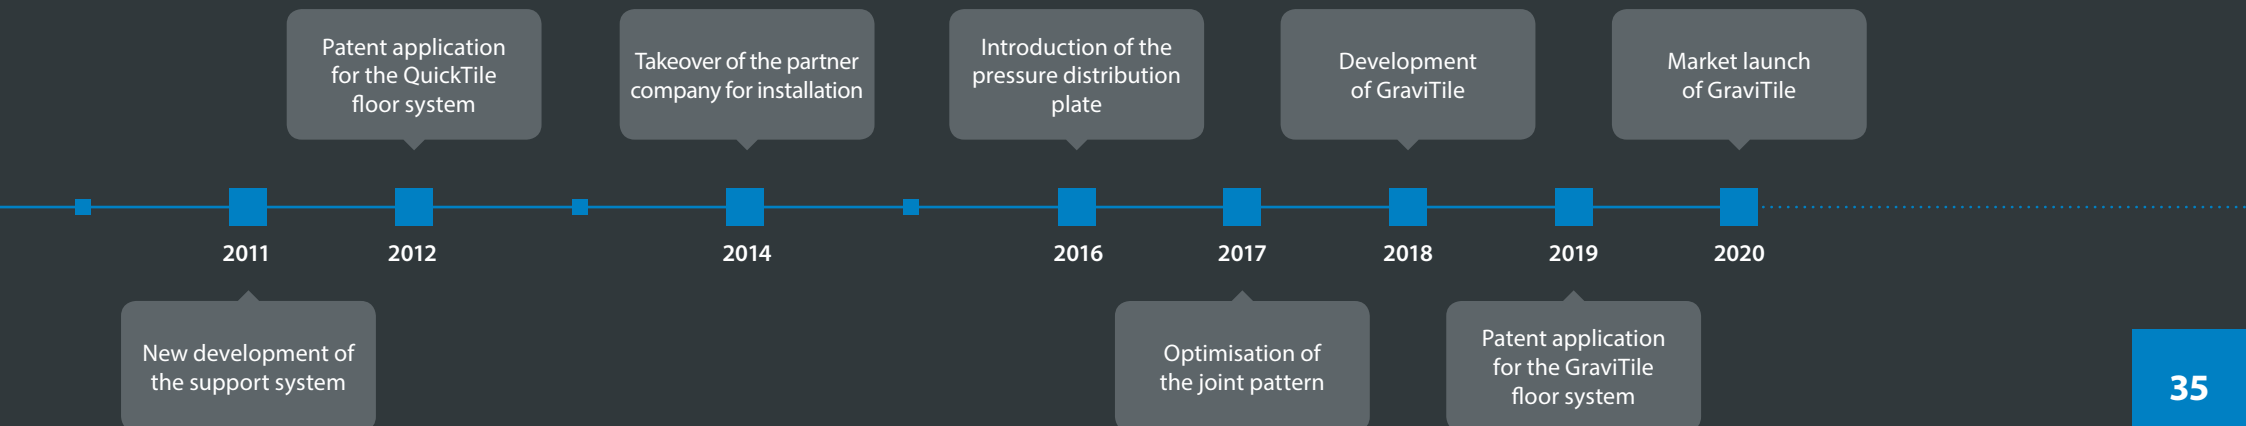 Patent application
for the QuickTile
floor system
Takeover of the partner
company for installation
Introduction of the
pressure distribution
plate
Development
of GraviTile
Market launch
of GraviTile
2011
2012
2014
2016
2017
2018
2019
2020
New development of
the support system
Optimisation of
the joint pattern
Patent application
for the GraviTile
floor system
35